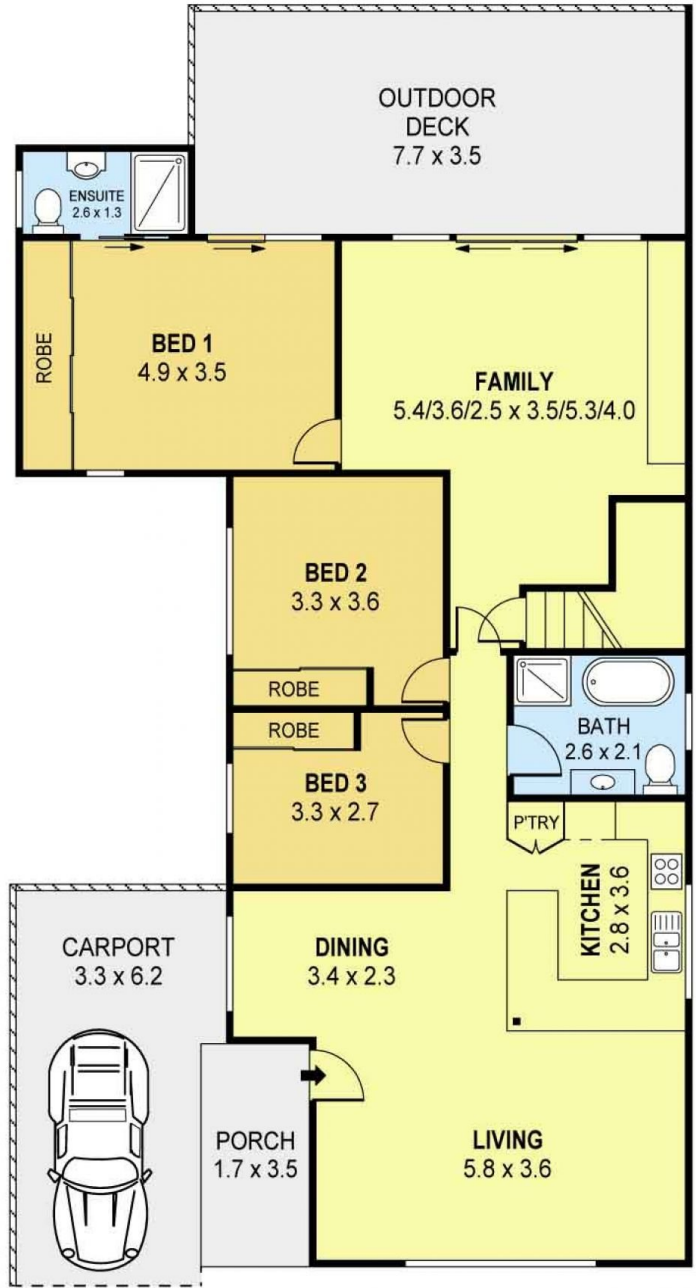 OUTDOOR
DECK
7.7 x 3.5
ENSUITE
2.6 x 1.3
ROBE
BED 1
4.9 x 3.5
FAMILY
5.4/3.6/2.5 x 3.5/5.3/4.0
BED 2
3.3 x 3.6
ROBE
ROBE
BED 3
3.3 x 2.7
BATH
2.6 x 2.1
P'TRY
KITCHEN
2.8 x 3.6
CARPORT
3.3 x 6.2
DINING
3.4 x 2.3
PORCH
1.7 x 3.5
LIVING
5.8 x 3.6